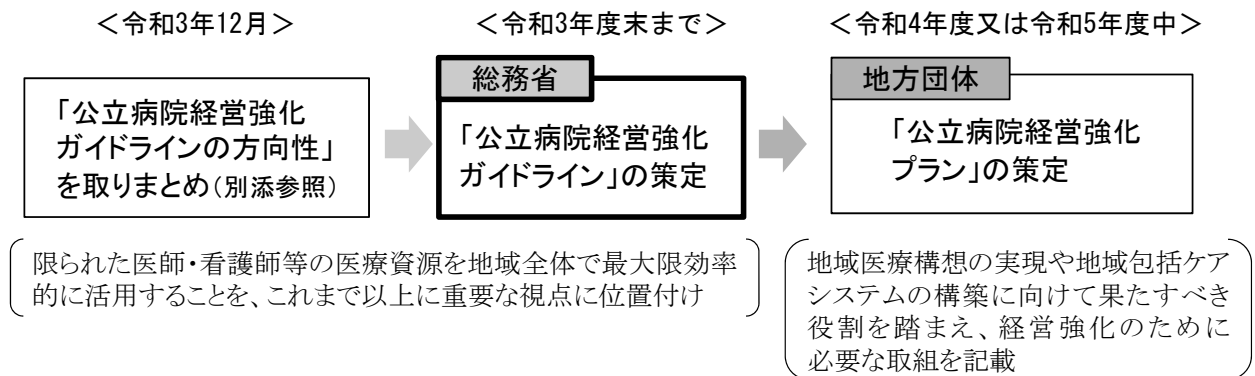 ＜令和3年12月＞
＜令和3年度末まで＞
＜令和4年度又は令和5年度中＞
「公立病院経営強化
ガイドラインの方向性」
を取りまとめ（別添参照）
総務省
「公立病院経営強化
ガイドライン」の策定
地方団体
「公立病院経営強化
プラン」の策定
限られた医師・看護師等の医療資源を地域全体で最大限効率
的に活用することを、これまで以上に重要な視点に位置付け
地域医療構想の実現や地域包括ケア
システムの構築に向けて果たすべき
役割を踏まえ、経営強化のために
必要な取組を記載